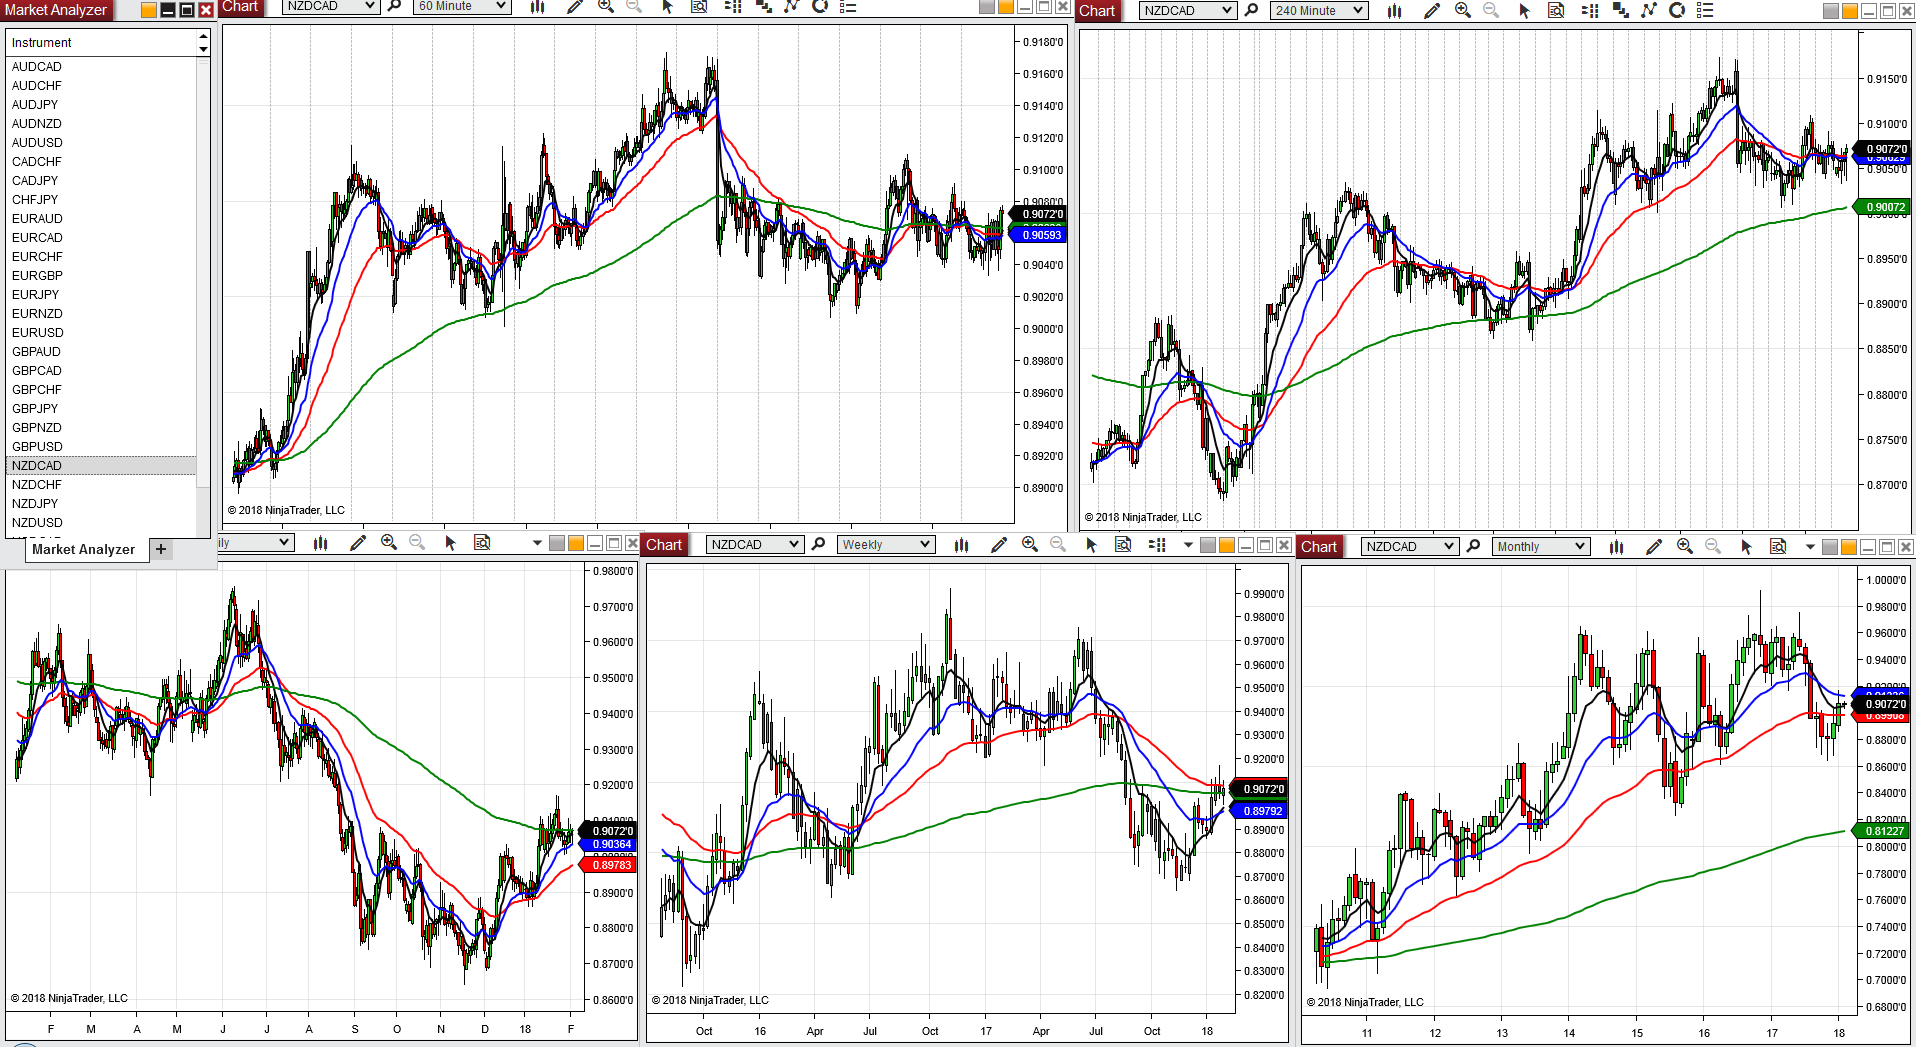 Market Analyzer
Instrument
AUDCAD
AUDCHF
AUDJPY
AUDNZD
AUDUSD
CADCHF
CADJPY
CHFJPY
EURAUD
EURCAD
EURCHF
EURGBP
EURJPY
EURNZD
EURUSD
GBPAUD
GBPCAD
GBPCHF
GBPJPY
GBPNZD
GBPUSD
NZDCAD
NZDCHF
NZDJPY
NZDUSD
Market Analyzer +
Chart NZDCAD 60 Minute
0.9180'0
0.9160'0
0.9140'0
0.9120'0
0.9100'0
0.9080'0
0.9072'0
0.90593
0.9040'0
0.9020'0
0.9000'0
0.8980'0
0.8960'0
0.8940'0
0.8920'0
0.8900'0
© 2018 NinjaTrader, LLC
Chart NZDCAD 240 Minute
0.9150'0
0.9100'0
0.9072'0
0.9050'0
0.90072
0.8950'0
0.8900'0
0.8850'0
0.8800'0
0.8750'0
0.8700'0
© 2018 NinjaTrader, LLC
ily
0.9800'0
0.9700'0
0.9600'0
0.9500'0
0.9400'0
0.9300'0
0.9200'0
0.9072'0
0.90364
0.89783
0.8900'0
0.8800'0
0.8700'0
0.8600'0
© 2018 NinjaTrader, LLC
F M A M J J A S O N D 18 F
Chart NZDCAD Weekly
0.9900'0
0.9800'0
0.9700'0
0.9600'0
0.9500'0
0.9400'0
0.9300'0
0.9200'0
0.9072'0
0.89792
0.8900'0
0.8800'0
0.8700'0
0.8600'0
0.8500'0
0.8400'0
0.8300'0
0.8200'0
© 2018 NinjaTrader, LLC
Oct 16 Apr Jul Oct 17 Apr Jul Oct 18
Chart NZDCAD Monthly
1.0000'0
0.9800'0
0.9600'0
0.9400'0
0.9072'0
0.8800'0
0.8600'0
0.8400'0
0.8200'0
0.81227
0.8000'0
0.7800'0
0.7600'0
0.7400'0
0.7200'0
0.7000'0
0.6800'0
© 2018 NinjaTrader, LLC
11 12 13 14 15 16 17 18